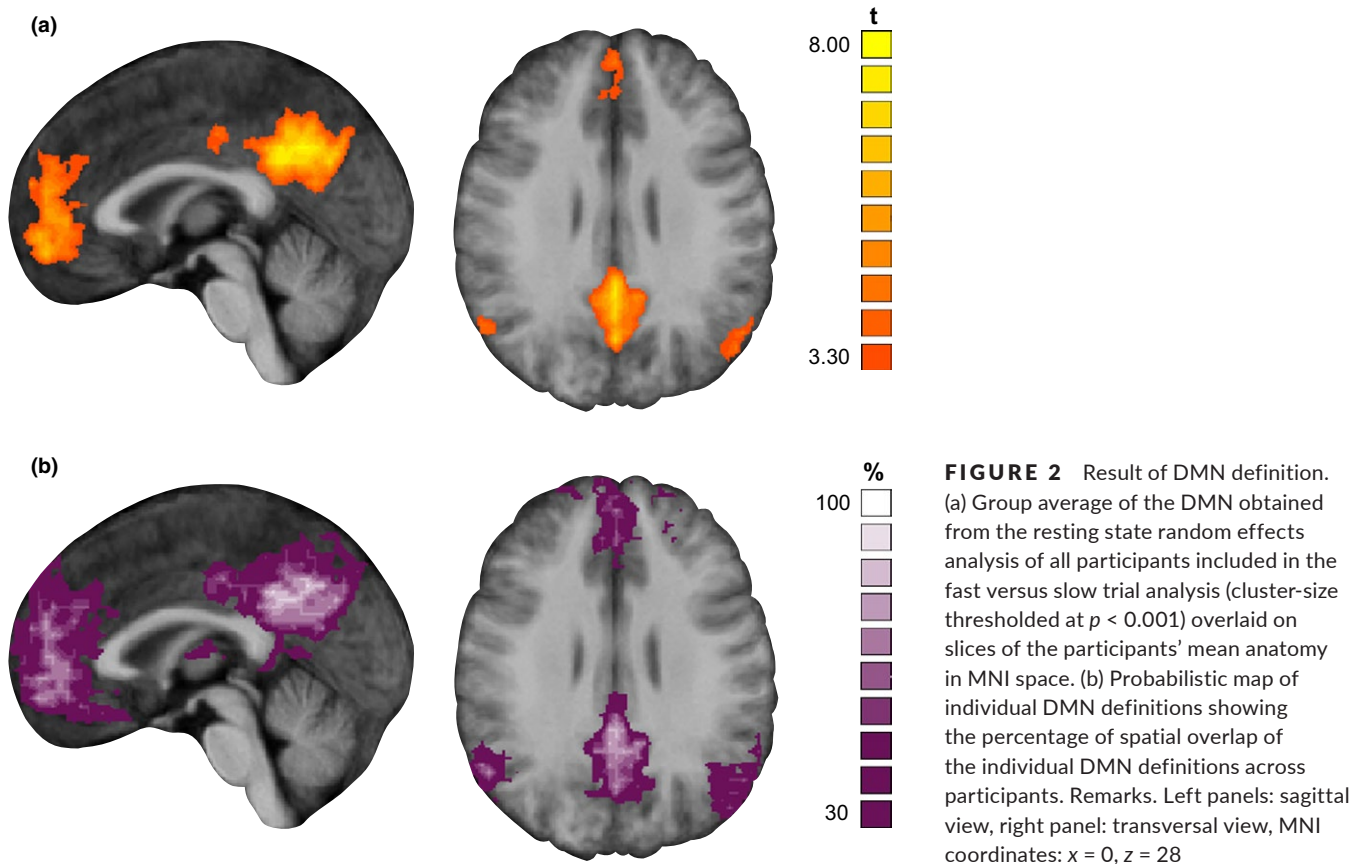 (a)
t
8.00
3.30
(b)
%
100
30
FIGURE 2 Result of DMN definition.
(a) Group average of the DMN obtained
from the resting state random effects
analysis of all participants included in the
fast versus slow trial analysis (cluster-size
thresholded at p < 0.001) overlaid on
slices of the participants’ mean anatomy
in MNI space. (b) Probabilistic map of
individual DMN definitions showing
the percentage of spatial overlap of
the individual DMN definitions across
participants. Remarks. Left panels: sagittal
view, right panel: transversal view, MNI
coordinates: x = 0, z = 28